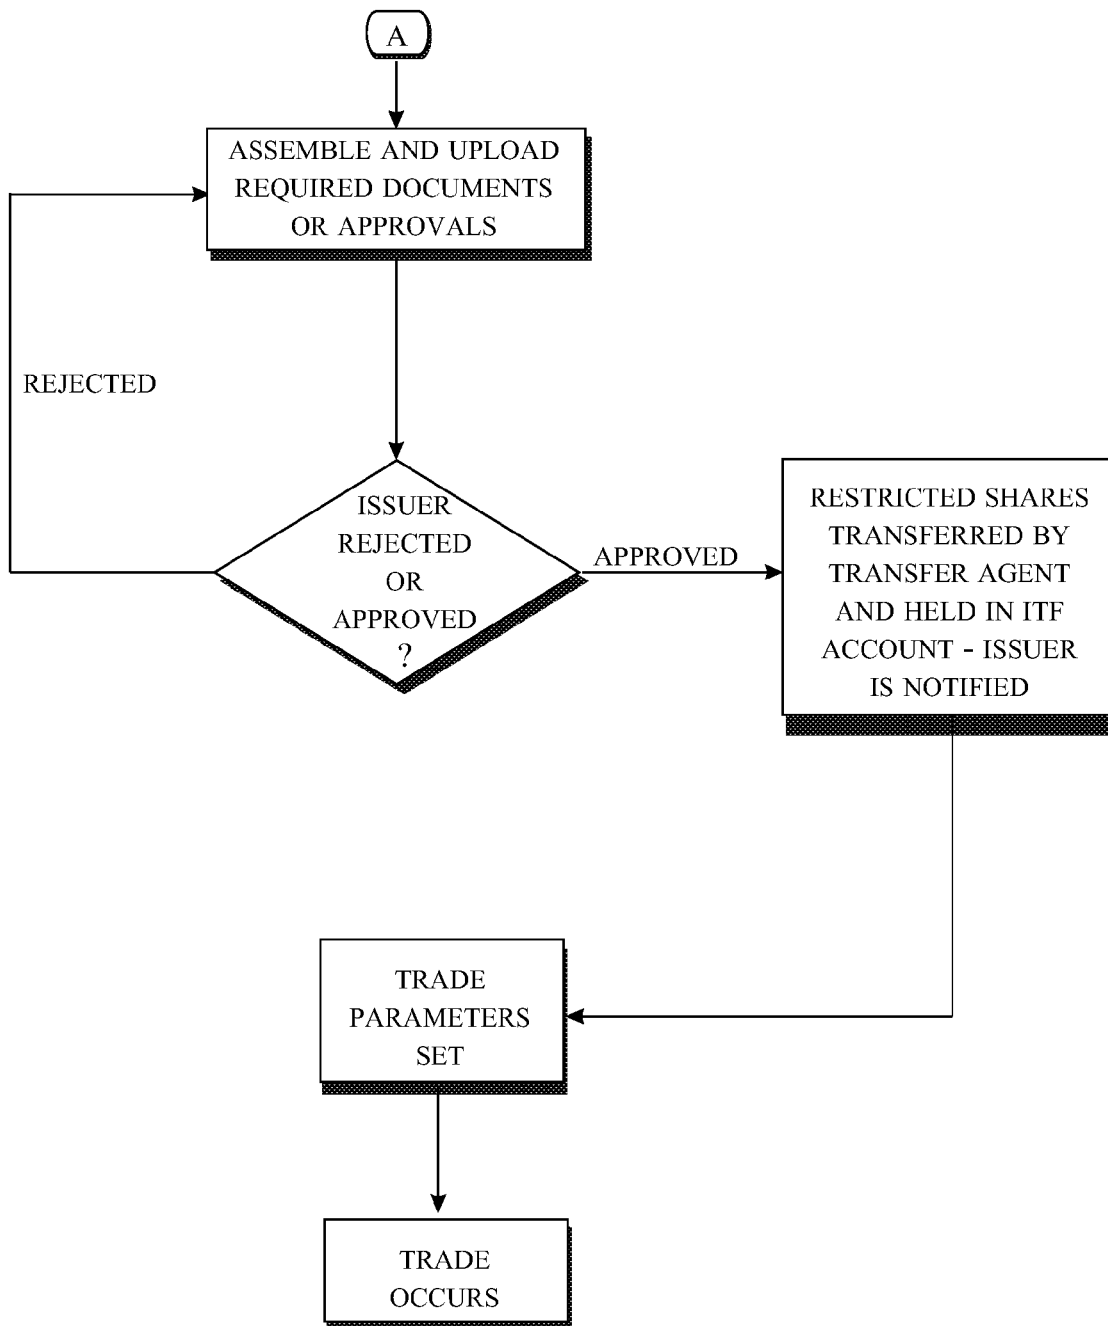 A
ASSEMBLE AND UPLOAD
REQUIRED DOCUMENTS
OR APPROVALS
REJECTED
ISSUER
REJECTED
OR
APPROVED
?
APPROVED
RESTRICTED SHARES
TRANSFERRED BY
TRANSFER AGENT
AND HELD IN ITF
ACCOUNT - ISSUER
IS NOTIFIED
TRADE
PARAMETERS
SET
TRADE
OCCURS